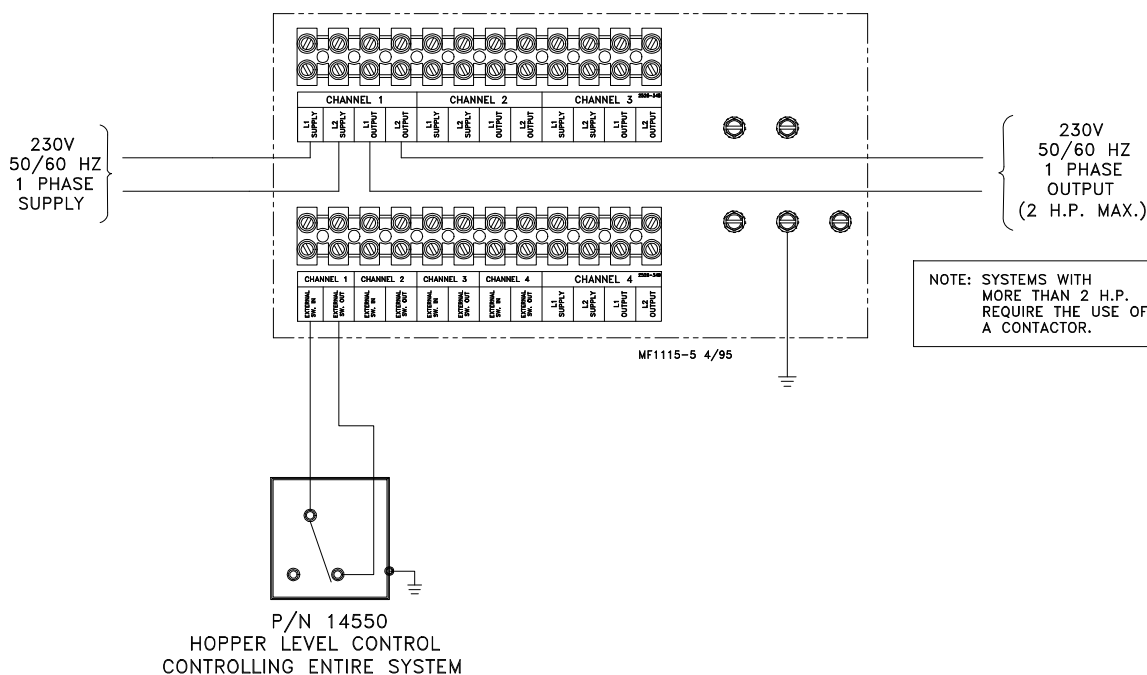 CHANNEL 1 CHANNEL 2 CHANNEL 3 2526-548
L1 SUPPLY L2 SUPPLY L1 OUTPUT L2 OUTPUT L1 SUPPLY L2 SUPPLY L1 OUTPUT L2 OUTPUT L1 SUPPLY L2 SUPPLY L1 OUTPUT L2 OUTPUT
230V
50/60 HZ
1 PHASE
SUPPLY
230V
50/60 HZ
1 PHASE
OUTPUT
(2 H.P. MAX.)
CHANNEL 1 CHANNEL 2 CHANNEL 3 CHANNEL 4 CHANNEL 4
EXTERNAL SW. IN EXTERNAL SW. OUT EXTERNAL SW. IN EXTERNAL SW. OUT EXTERNAL SW. IN EXTERNAL SW. OUT EXTERNAL SW. IN EXTERNAL SW. OUT L1 SUPPLY L2 SUPPLY L1 OUTPUT L2 OUTPUT
NOTE: SYSTEMS WITH
MORE THAN 2 H.P.
REQUIRE THE USE OF
A CONTACTOR.
MF1115-5 4/95
P/N 14550
HOPPER LEVEL CONTROL
CONTROLLING ENTIRE SYSTEM